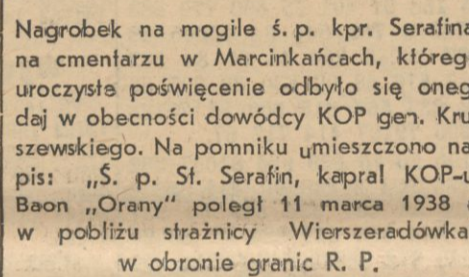 Nagrobek na mogile ś. p. kpr. Serafina
na cmentarzu w Marcinkańcach, któreg
uroczyste poświęcenie odbyło się oneg
daj w obecności dowódcy KOP gen. Kru
szewskiego. Na pomniku umieszczono na
pis: „Ś. p. St. Serafin, kapral KOP-u
Baon „Orany" poległ 11 marca 1938
w pobliżu strażnicy Wierszeradówka
w obronie granic R. P.